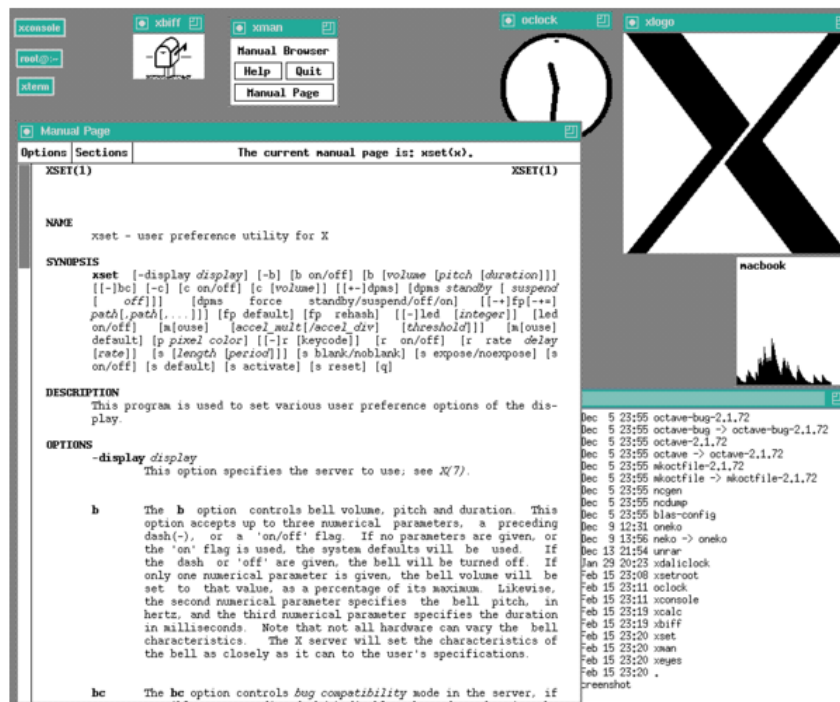 xconsole
root@:~
xterm
xbiff
xman
Manual Browser
Help Quit
Manual Page
oclock
xlogo
Manual Page
Options Sections The current manual page is: xset(x).
XSET(1) XSET(1)
NAME
xset - user preference utility for X
SYNOPSIS
xset [-display display] [-b] [b on/off] [b [volume [pitch [duration]]]
[[-]bc] [-c] [c on/off] [c [volume]] [[+-]dpms] [dpms standby [ suspend
[ off]]] [dpms force standby/suspend/off/on] [[-+]fp[-+=]
path[,path[,...]]] [fp default] [fp rehash] [[-]led [integer]] [led
on/off] [m[ouse] [accel_mult[/accel_div] [threshold]]] [m[ouse]
default] [p pixel color] [[-]r [keycode]] [r on/off] [r rate delay
[rate]] [s [length [period]]] [s blank/noblank] [s expose/noexpose] [s
on/off] [s default] [s activate] [s reset] [q]
DESCRIPTION
This program is used to set various user preference options of the dis-
play.
OPTIONS
-display display
This option specifies the server to use; see X(7).
b The b option controls bell volume, pitch and duration. This
option accepts up to three numerical parameters, a preceding
dash(-), or a 'on/off' flag. If no parameters are given, or
the 'on' flag is used, the system defaults will be used. If
the dash or 'off' are given, the bell will be turned off. If
only one numerical parameter is given, the bell volume will be
set to that value, as a percentage of its maximum. Likewise,
the second numerical parameter specifies the bell pitch, in
hertz, and the third numerical parameter specifies the duration
in milliseconds. Note that not all hardware can vary the bell
characteristics. The X server will set the characteristics of
the bell as closely as it can to the user's specifications.
bc The bc option controls bug compatibility mode in the server, if
macbook
Dec 5 23:55 octave-bug-2.1.72
Dec 5 23:55 octave-bug -> octave-bug-2.1.72
Dec 5 23:55 octave-2.1.72
Dec 5 23:55 octave -> octave-2.1.72
Dec 5 23:55 mkoctfile-2.1.72
Dec 5 23:55 mkoctfile -> mkoctfile-2.1.72
Dec 5 23:55 ncgen
Dec 5 23:55 ncdump
Dec 5 23:55 blas-config
Dec 9 12:31 oneko
Dec 9 13:56 neko -> oneko
Dec 13 21:54 unrar
Jan 29 20:23 xdaliclock
Feb 15 23:08 xsetroot
Feb 15 23:11 oclock
Feb 15 23:11 xconsole
Feb 15 23:19 xcalc
Feb 15 23:19 xbiff
Feb 15 23:20 xset
Feb 15 23:20 xman
Feb 15 23:20 xeyes
Feb 15 23:20 .
creenshot